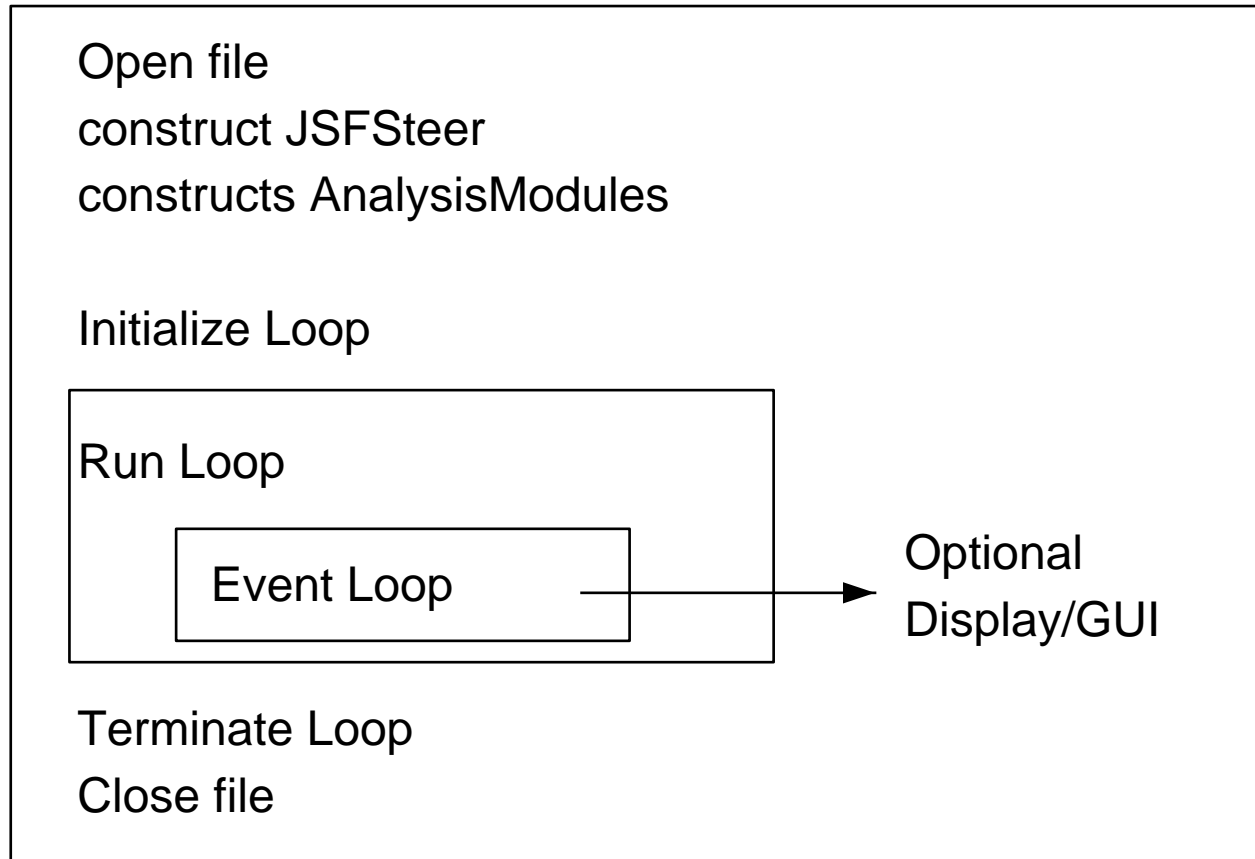 Open file
construct JSFSteer
constructs AnalysisModules
Initialize Loop
Run Loop
Event Loop
Optional
Display/GUI
Terminate Loop
Close file